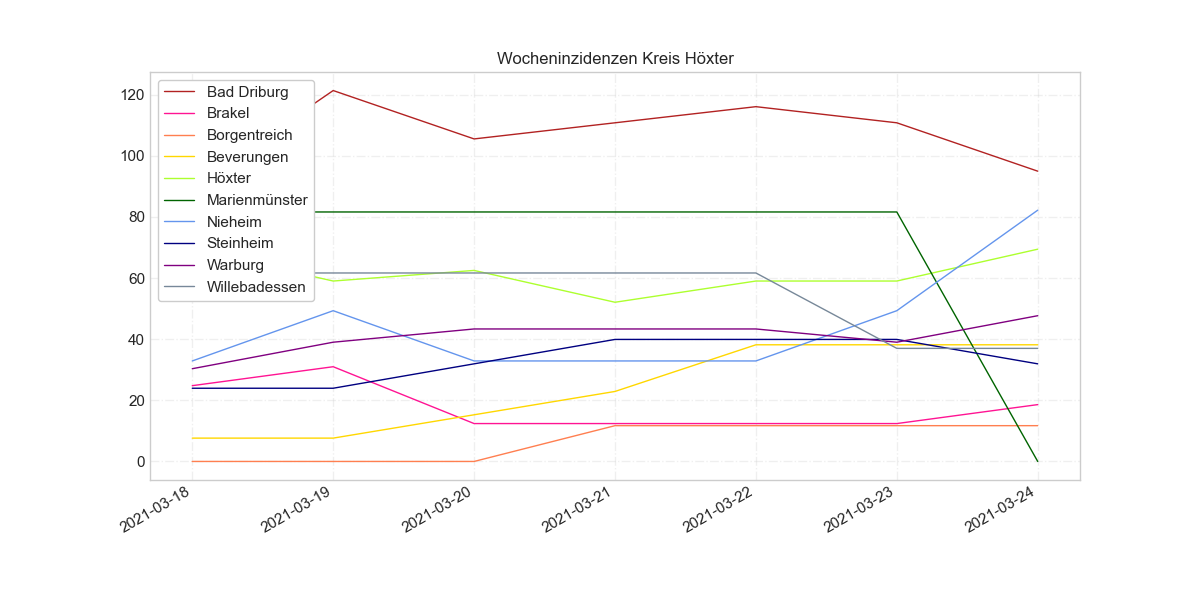 Wocheninzidenzen Kreis Höxter
Bad Driburg
Brakel
Borgentreich
Beverungen
Höxter
Marienmünster
Nieheim
Steinheim
Warburg
Willebadessen
120
100
80
60
40
20
0
2021-03-18
2021-03-19
2021-03-20
2021-03-21
2021-03-22
2021-03-23
2021-03-24